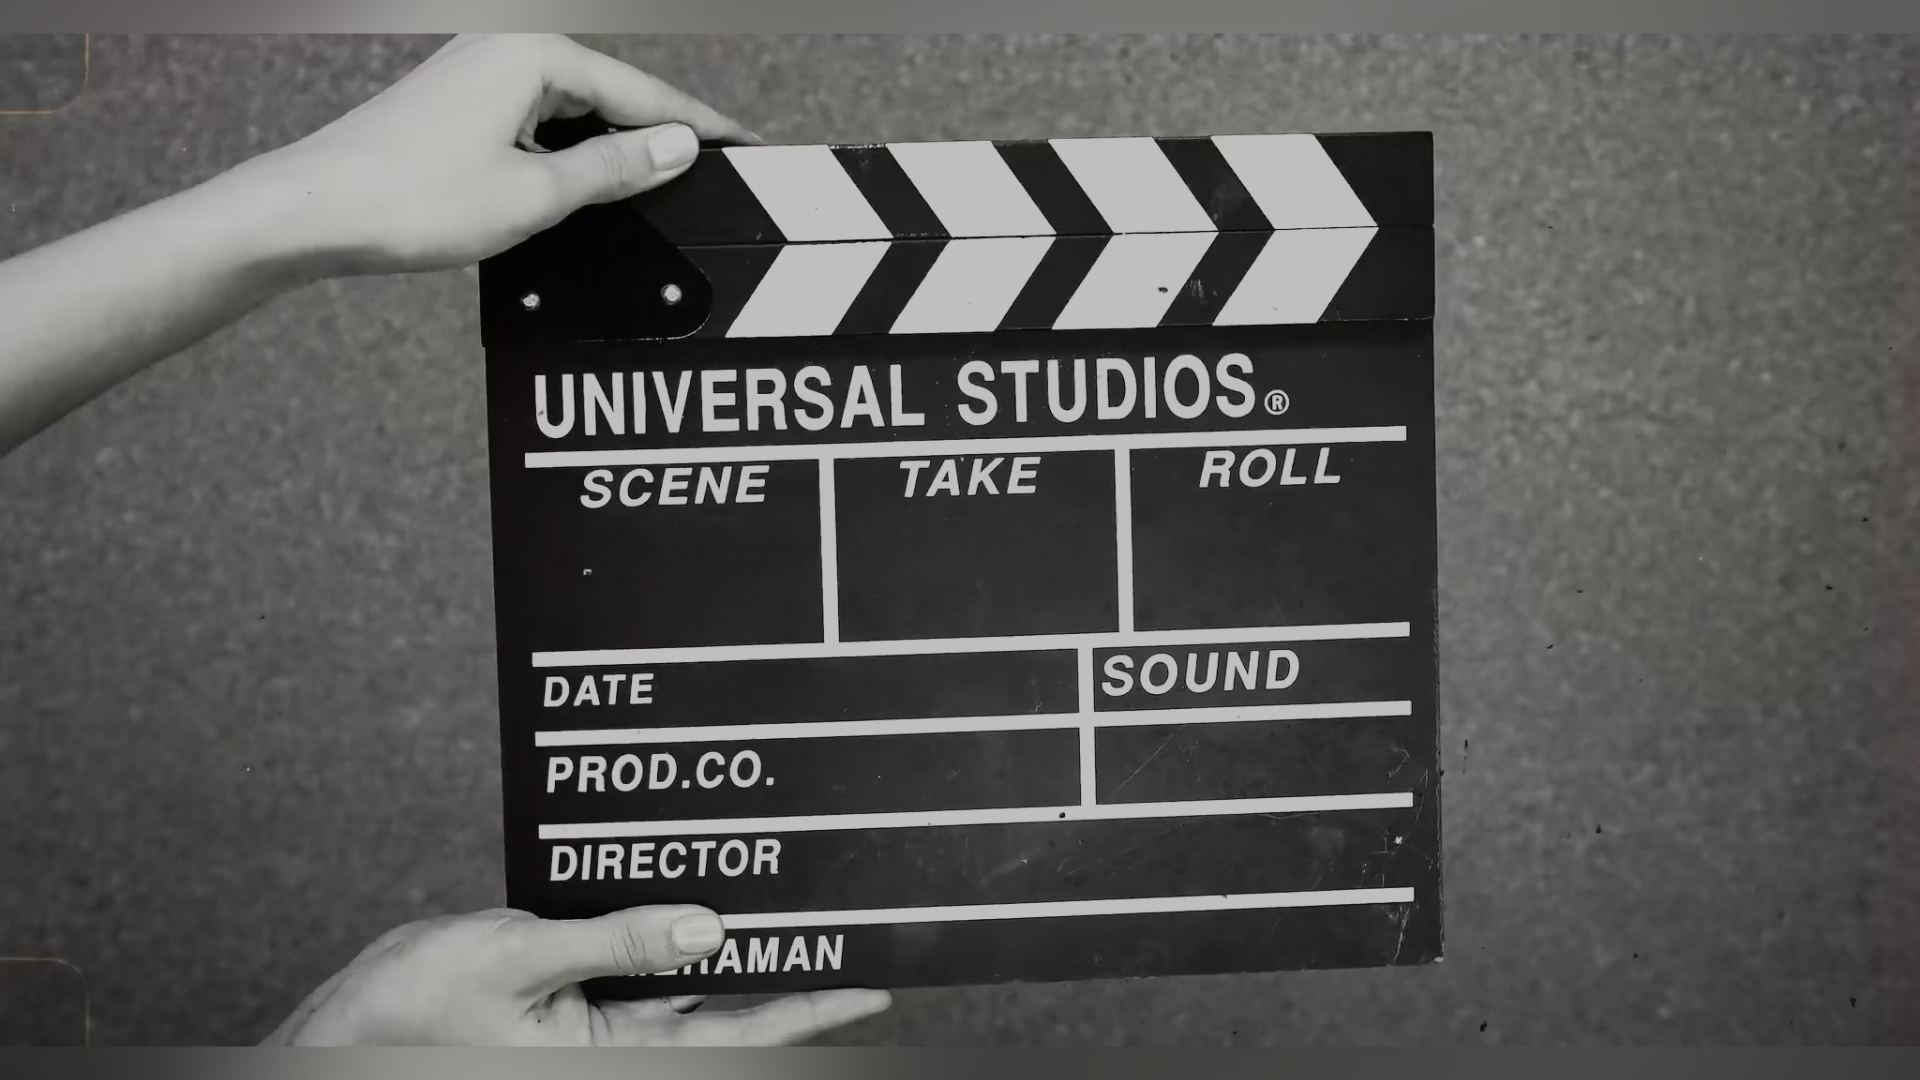 UNIVERSAL STUDIOS®
SCENE TAKE ROLL
DATE SOUND
PROD.CO.
DIRECTOR